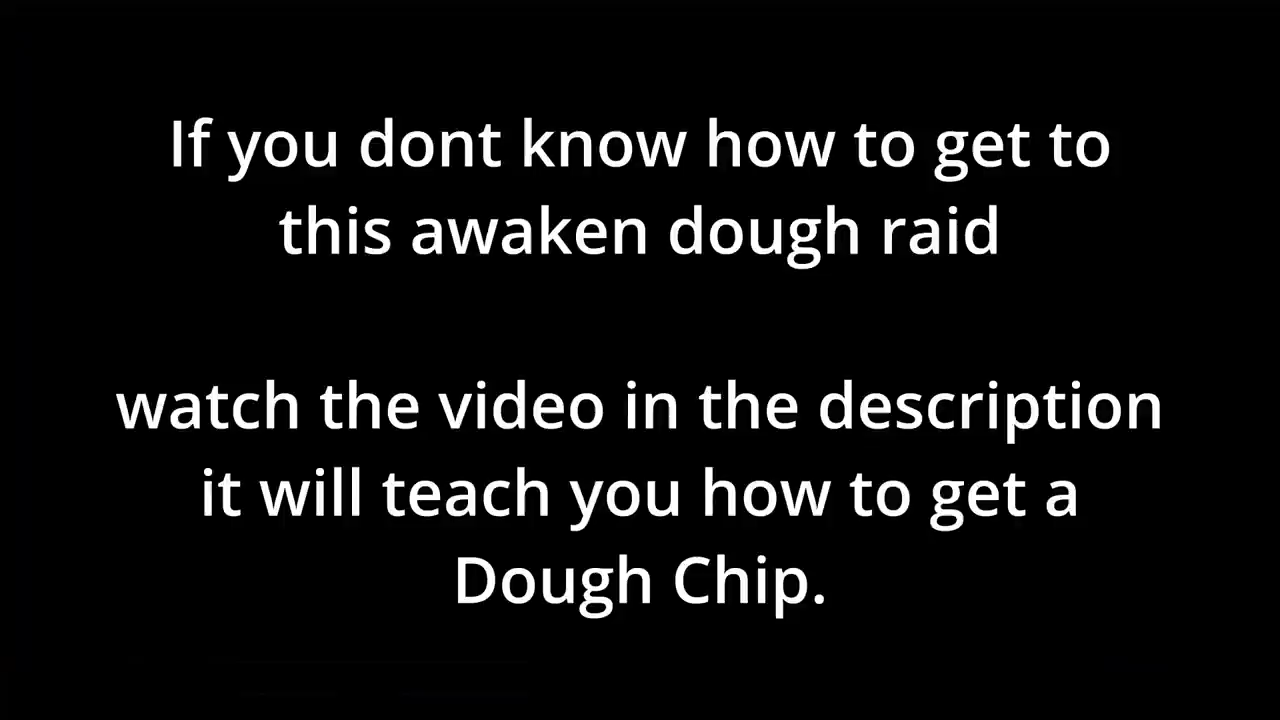 If you dont know how to get to
this awaken dough raid
watch the video in the description
it will teach you how to get a
Dough Chip.